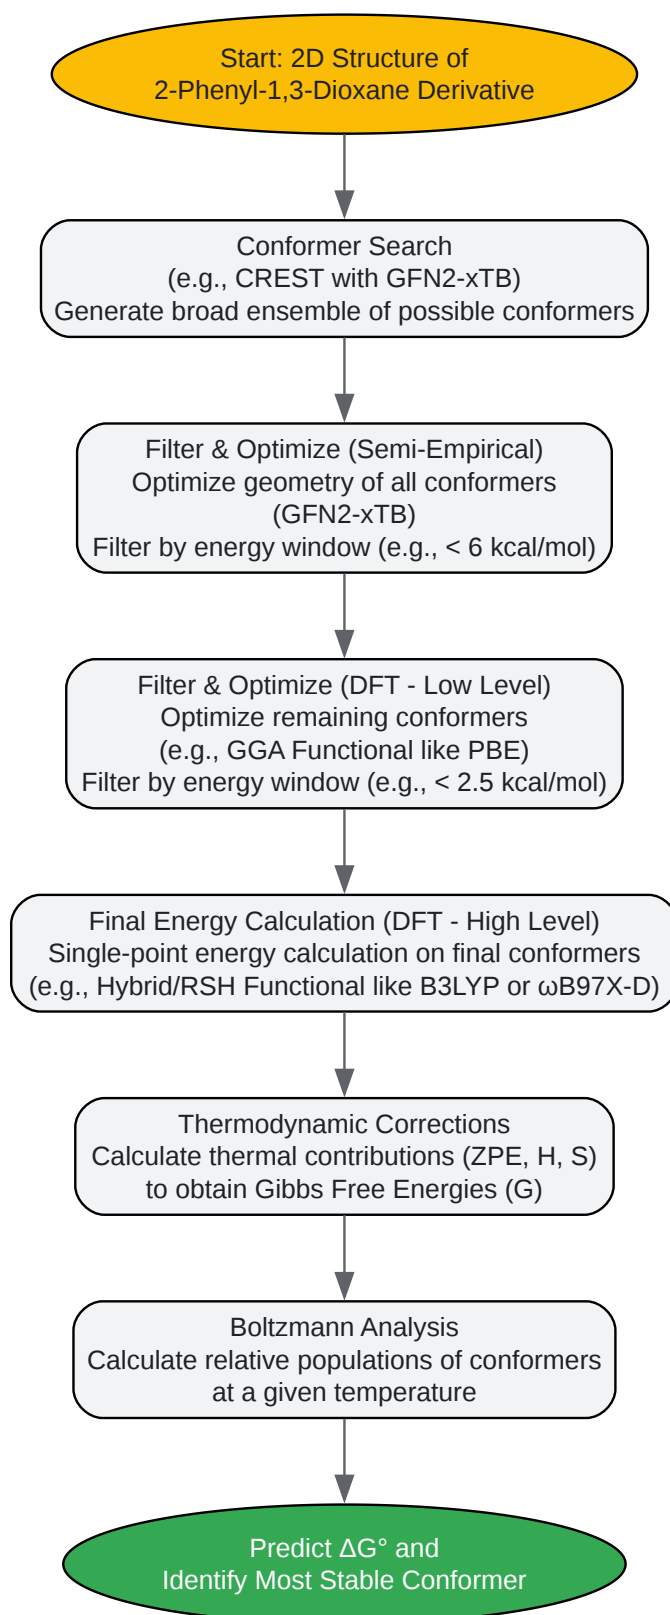 Start: 2D Structure of
2-Phenyl-1,3-Dioxane Derivative
Conformer Search
(e.g., CREST with GFN2-xTB)
Generate broad ensemble of possible conformers
Filter & Optimize (Semi-Empirical)
Optimize geometry of all conformers
(GFN2-xTB)
Filter by energy window (e.g., < 6 kcal/mol)
Filter & Optimize (DFT - Low Level)
Optimize remaining conformers
(e.g., GGA Functional like PBE)
Filter by energy window (e.g., < 2.5 kcal/mol)
Final Energy Calculation (DFT - High Level)
Single-point energy calculation on final conformers
(e.g., Hybrid/RSH Functional like B3LYP or ωB97X-D)
Thermodynamic Corrections
Calculate thermal contributions (ZPE, H, S)
to obtain Gibbs Free Energies (G)
Boltzmann Analysis
Calculate relative populations of conformers
at a given temperature
Predict ΔG° and
Identify Most Stable Conformer